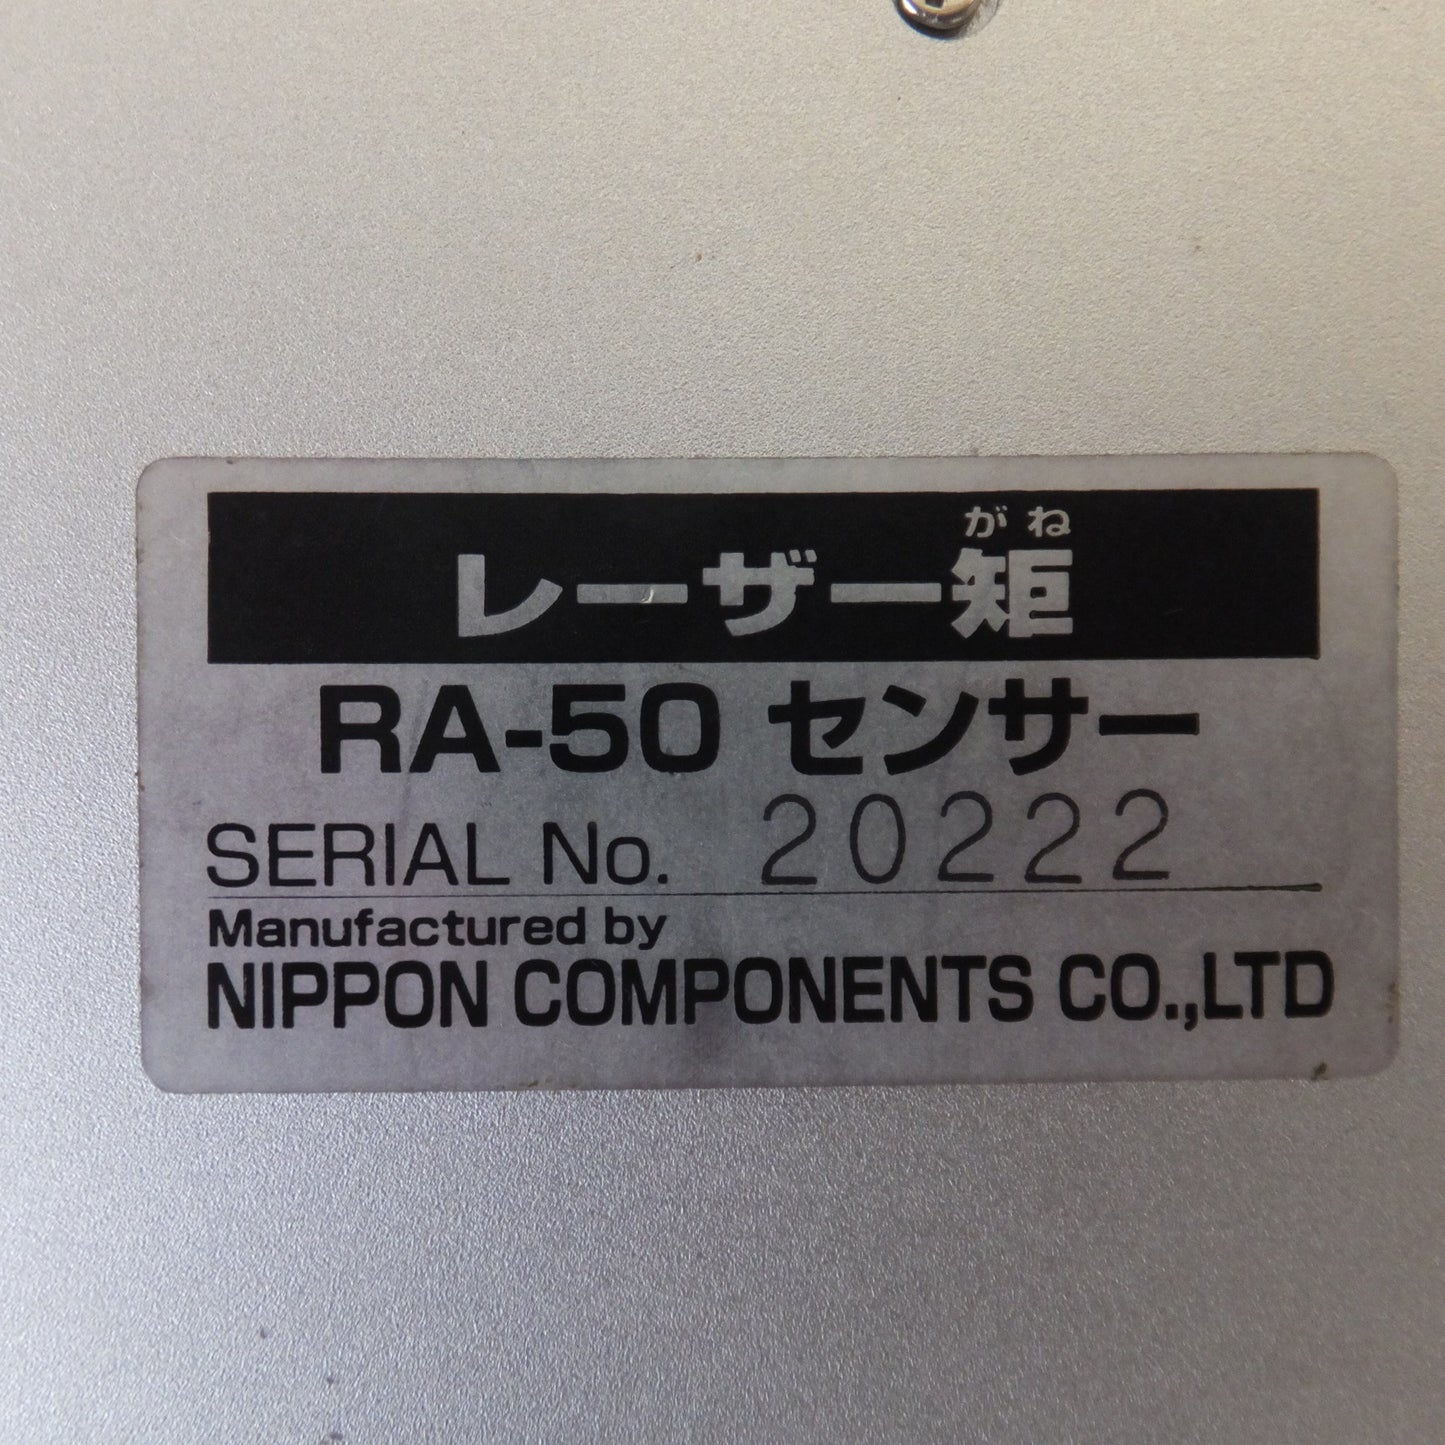 がね
レーザー矩
RA-50 センサー
SERIAL No. 20222
Manufactured by
NIPPON COMPONENTS CO.,LTD